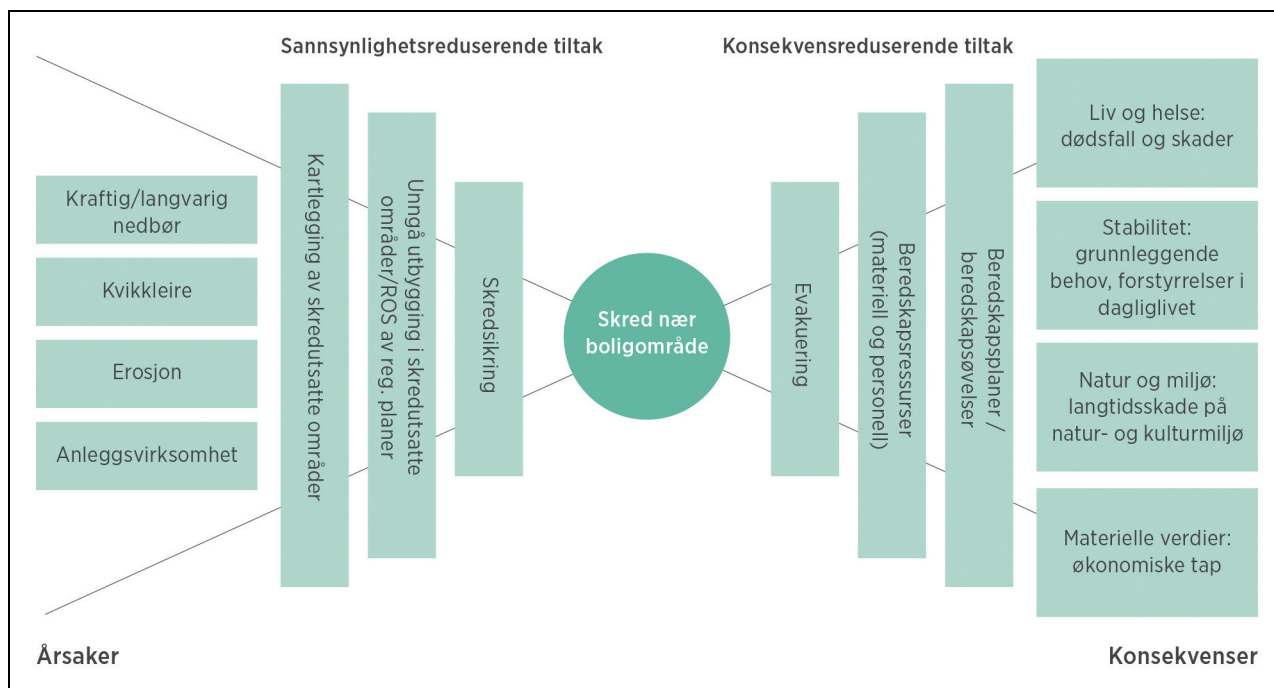 Sannsynlighetsreduserende tiltak
Konsekvensreduserende tiltak
Kraftig/langvarig
nedbør
Kvikkleire
Erosjon
Anleggsvirksomhet
Kartlegging av skredutsatte områder
Unngå utbygging i skredutsatte
områder/ROS av reg. planer
Skredsikring
Skred nær
boligområde
Evakuering
Beredskapsressurser
(materiell og personell)
Beredskapsplaner /
beredskapsøvelser
Liv og helse:
dødsfall og skader
Stabilitet:
grunnleggende
behov, forstyrrelser i
dagliglivet
Natur og miljø:
langtidsskade på
natur- og kulturmiljø
Materielle verdier:
økonomiske tap
Årsaker
Konsekvenser